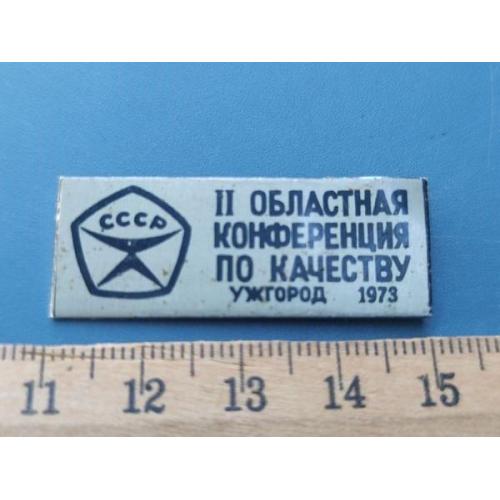 СССР
II ОБЛАСТНАЯ
КОНФЕРЕНЦИЯ
ПО КАЧЕСТВУ
УЖГОРОД 1973
11 12 13 14 15